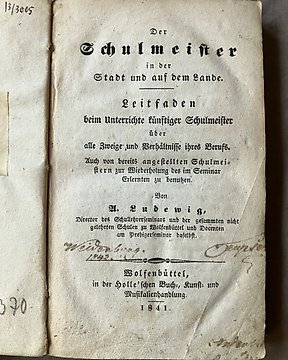 13/3005
Der
Schulmeister
in der
Stadt und auf dem Lande.
Leitfaden
beim Unterrichte künftiger Schulmeister
über
alle Zweige und Verhältnisse ihres Berufs.
Auch von bereits angestellten Schulmei-
stern zur Wiederholung des im Seminar
Erlernten zu benutzen.
Von
A. Ludewig,
Director des Schullehrerseminars und der gesammten nicht
gelehrten Schulen zu Wolfenbüttel und Docenten
am Predigerseminar daselbst.
1842.
Wolfenbüttel,
in der Holle'schen Buch-, Kunst- und
Musikalienhandlung.
1841.
370